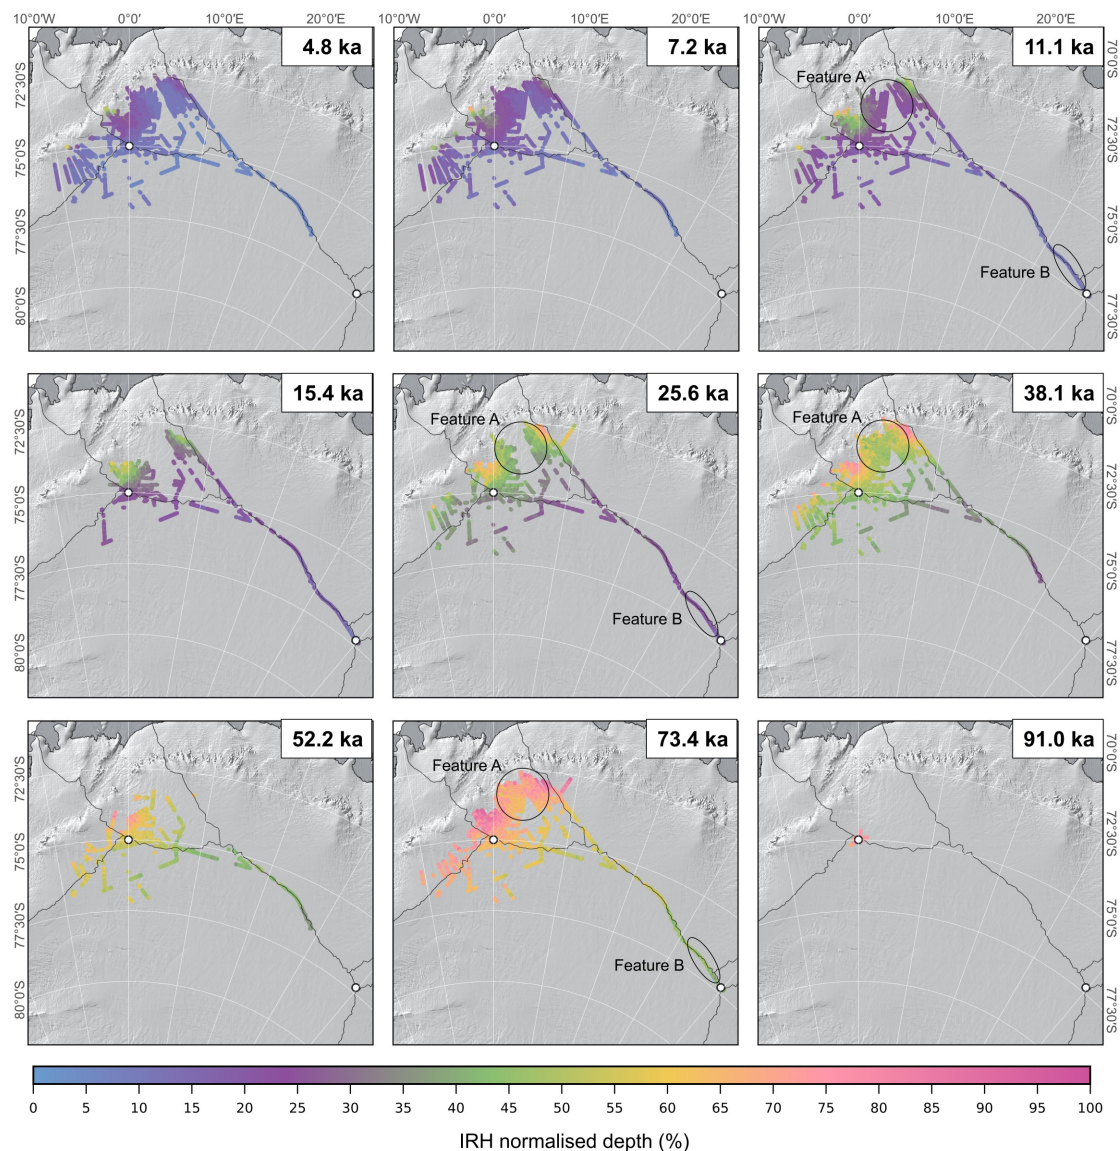 10°0'W 0°0' 10°0'E 20°0'E 10°0'W 0°0' 10°0'E 20°0'E 10°0'W 0°0' 10°0'E 20°0'E
4.8 ka 7.2 ka 11.1 ka
72°30'S 75°0'S 77°30'S 80°0'S
Feature A
Feature B
70°0'S 72°30'S 75°0'S 77°30'S
15.4 ka 25.6 ka 38.1 ka
72°30'S 75°0'S 77°30'S 80°0'S
Feature A
Feature B
Feature A
70°0'S 72°30'S 75°0'S 77°30'S
52.2 ka 73.4 ka 91.0 ka
72°30'S 75°0'S 77°30'S 80°0'S
Feature A
Feature B
70°0'S 72°30'S 75°0'S 77°30'S
0 5 10 15 20 25 30 35 40 45 50 55 60 65 70 75 80 85 90 95 100
IRH normalised depth (%)